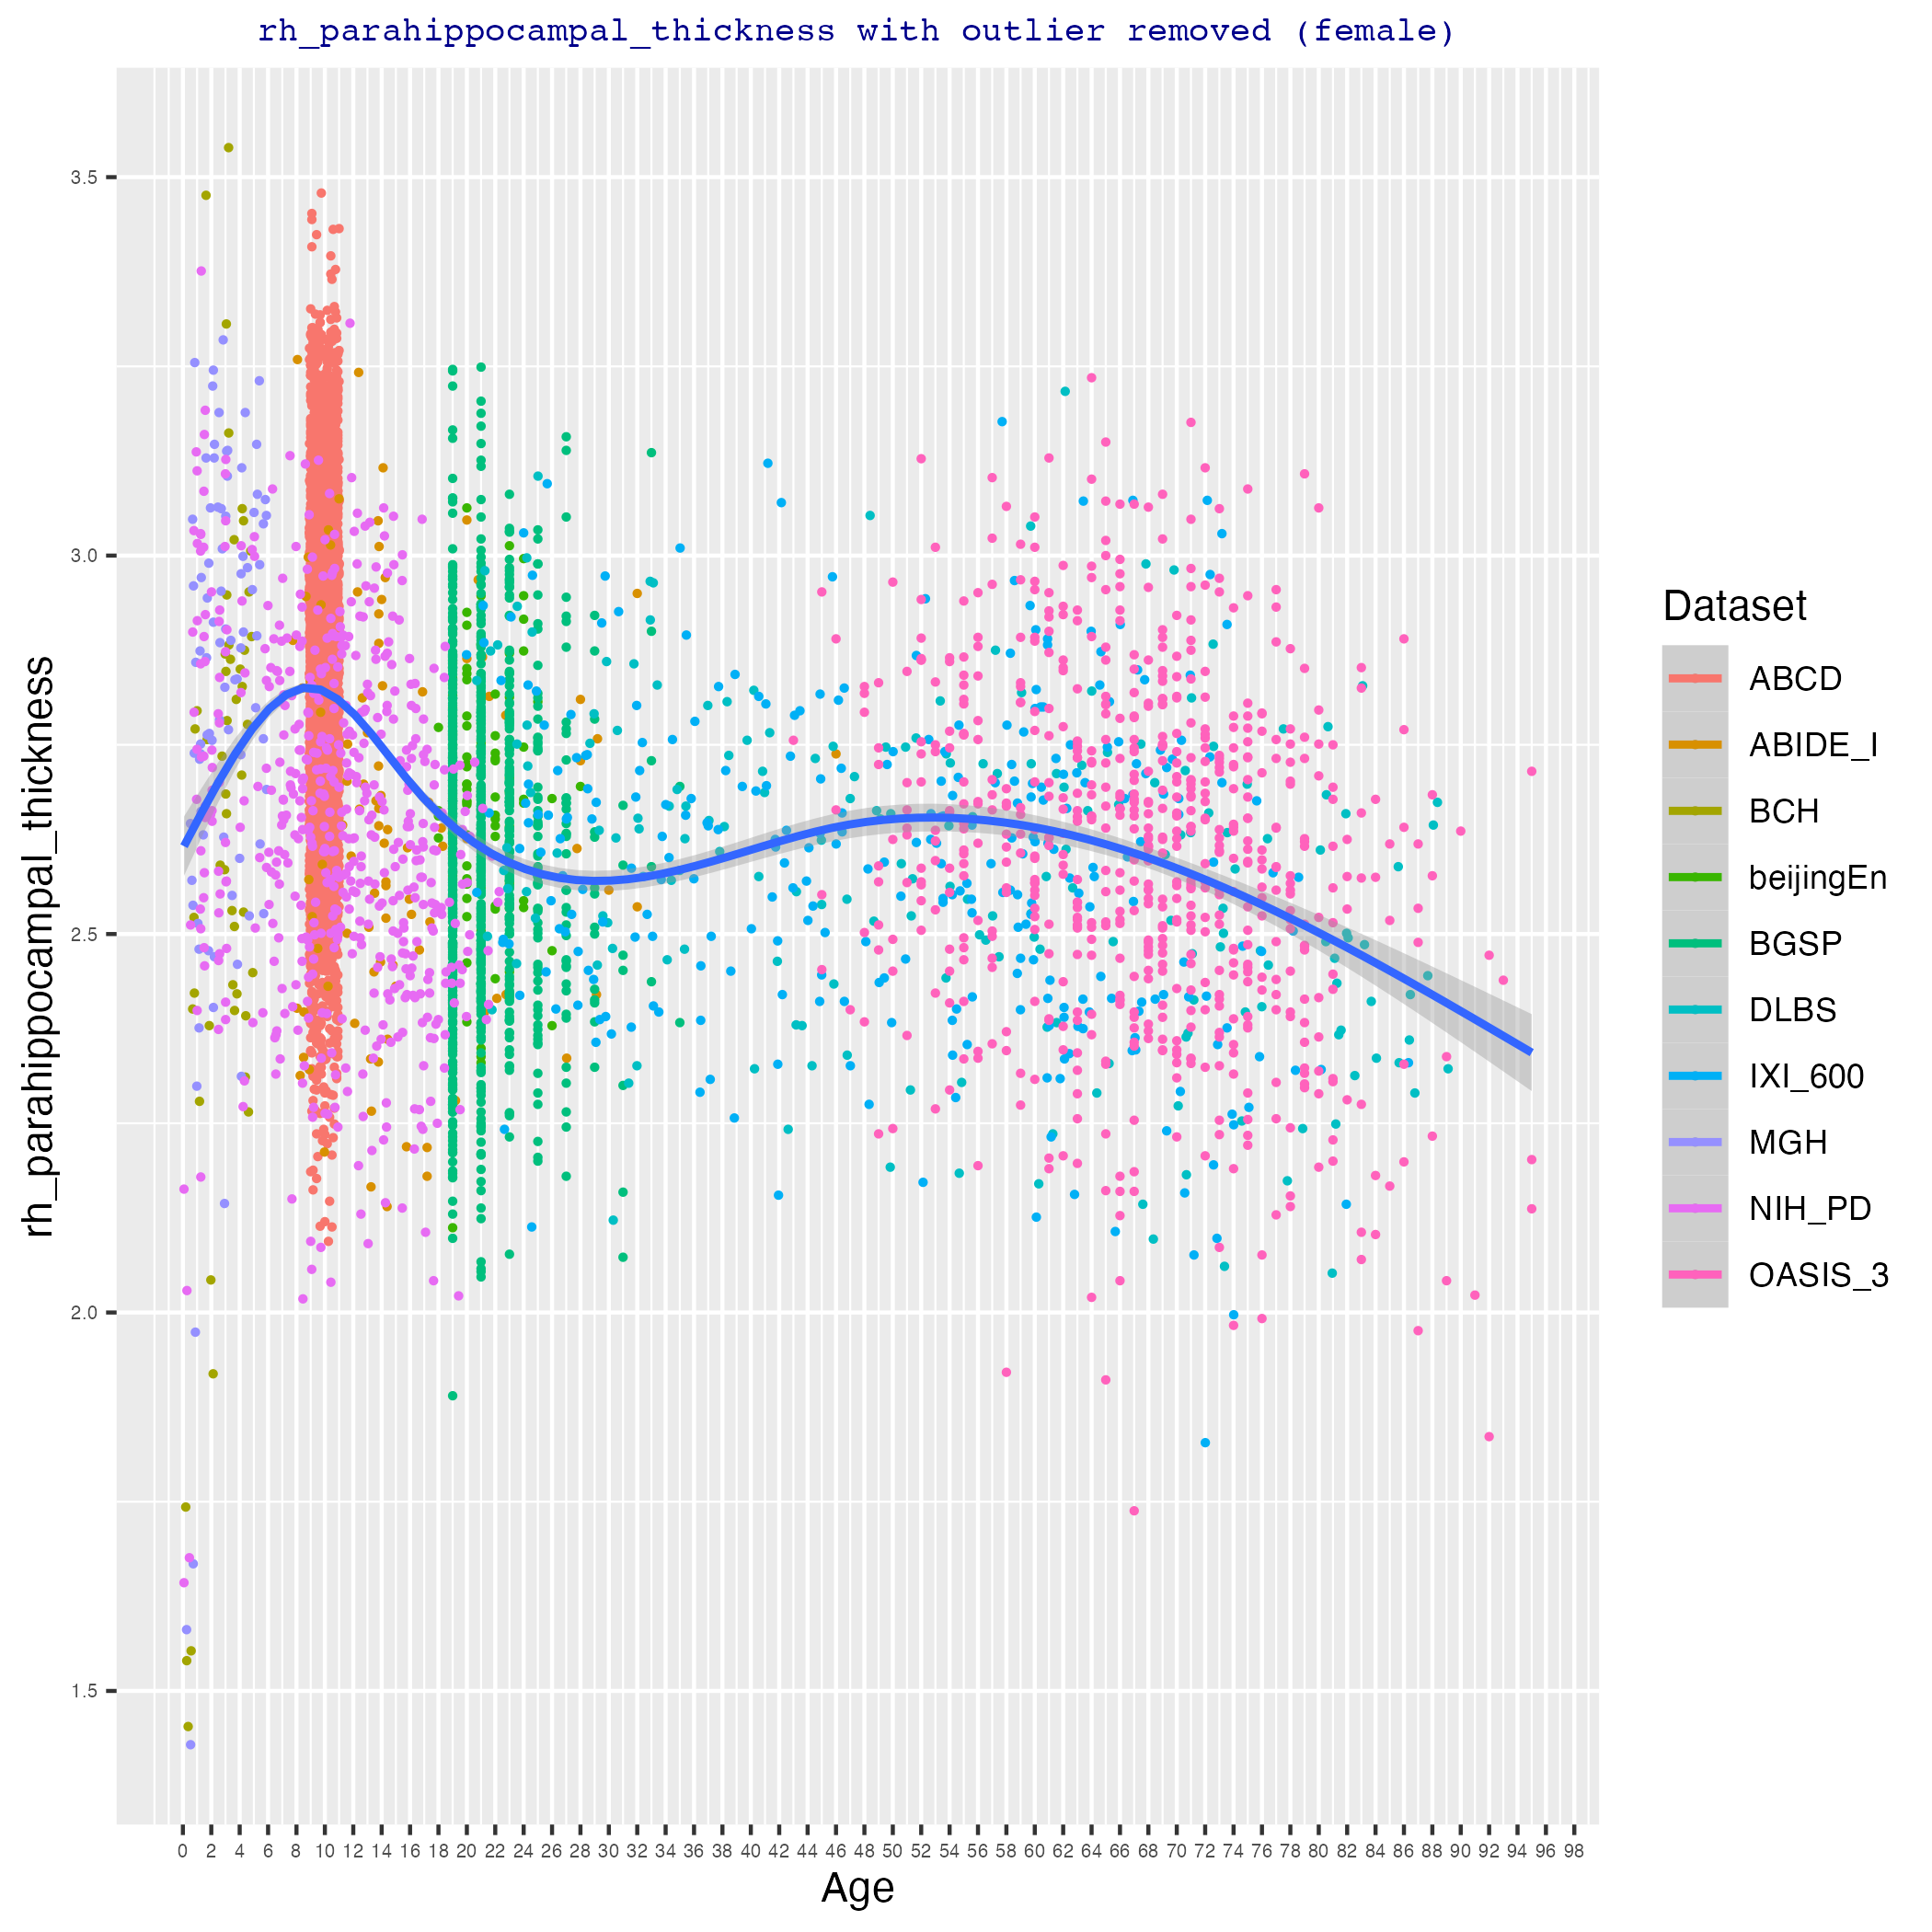 rh_parahippocampal_thickness with outlier removed (female)
rh_parahippocampal_thickness
3.5
3.0
2.5
2.0
1.5
0 2 4 6 8 10 12 14 16 18 20 22 24 26 28 30 32 34 36 38 40 42 44 46 48 50 52 54 56 58 60 62 64 66 68 70 72 74 76 78 80 82 84 86 88 90 92 94 96 98
Age
Dataset
ABCD
ABIDE_I
BCH
beijingEn
BGSP
DLBS
IXI_600
MGH
NIH_PD
OASIS_3